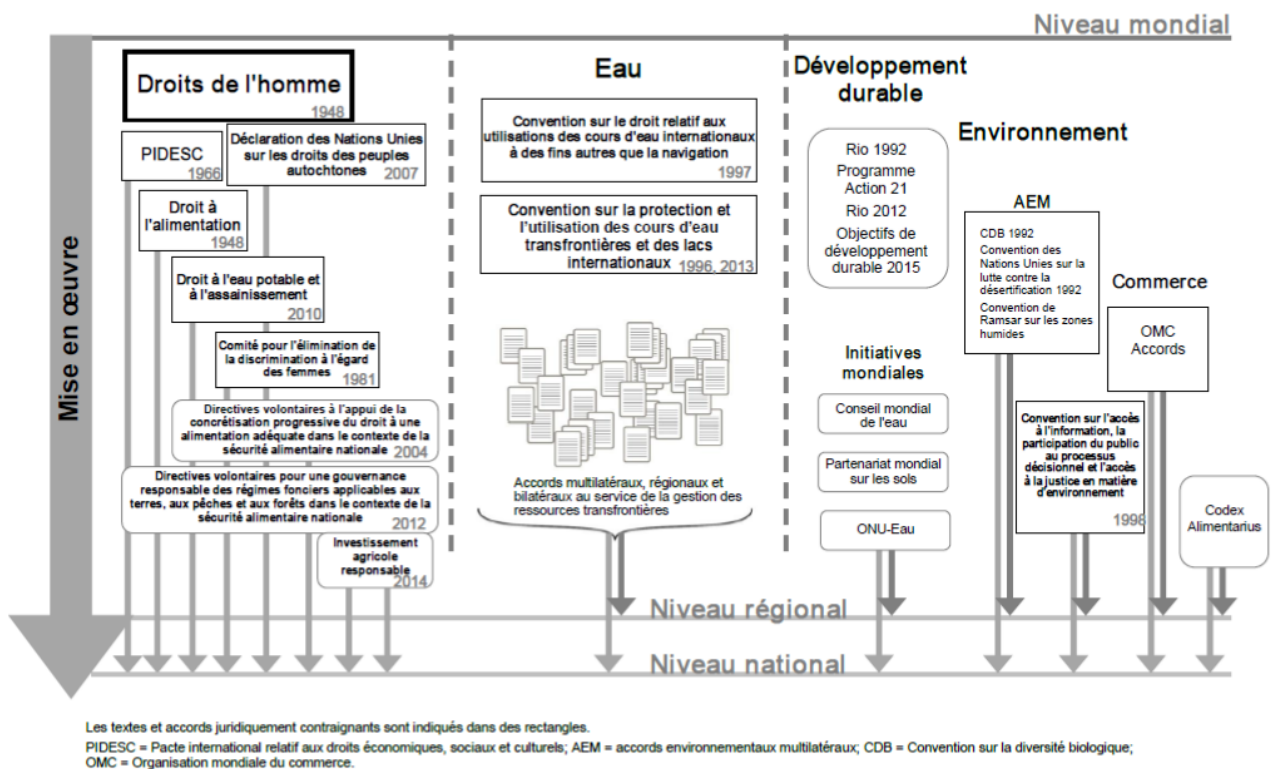 Niveau mondial
Mise en œuvre
Droits de l'homme
1948
PIDESC
1966
Déclaration des Nations Unies
sur les droits des peuples
autochtones 2007
Droit à
l'alimentation
1948
Droit à l'eau potable et
à l'assainissement
2010
Comité pour l'élimination de
la discrimination à l'égard
des femmes 1981
Directives volontaires à l'appui de la
concrétisation progressive du droit à une
alimentation adéquate dans le contexte de la
sécurité alimentaire nationale 2004
Directives volontaires pour une gouvernance
responsable des régimes fonciers applicables aux
terres, aux pêches et aux forêts dans le contexte de la
sécurité alimentaire nationale 2012
Investissement
agricole
responsable
2014
Eau
Convention sur le droit relatif aux
utilisations des cours d'eau internationaux
à des fins autres que la navigation
1997
Convention sur la protection et
l'utilisation des cours d'eau
transfrontières et des lacs
internationaux 1996, 2013
Accords multilatéraux, régionaux et
bilatéraux au service de la gestion des
ressources transfrontières
Développement
durable
Rio 1992
Programme
Action 21
Rio 2012
Objectifs de
développement
durable 2015
Initiatives
mondiales
Conseil mondial
de l'eau
Partenariat mondial
sur les sols
ONU-Eau
Environnement
AEM
CDB 1992
Convention des
Nations Unies sur la
lutte contre la
désertification 1992
Convention de
Ramsar sur les zones
humides
Convention sur l'accès
à l'information, la
participation du public
au processus
décisionnel et l'accès
à la justice en matière
d'environnement
1998
Commerce
OMC
Accords
Codex
Alimentarius
Niveau régional
Niveau national
Les textes et accords juridiquement contraignants sont indiqués dans des rectangles.
PIDESC = Pacte international relatif aux droits économiques, sociaux et culturels; AEM = accords environnementaux multilatéraux; CDB = Convention sur la diversité biologique;
OMC = Organisation mondiale du commerce.